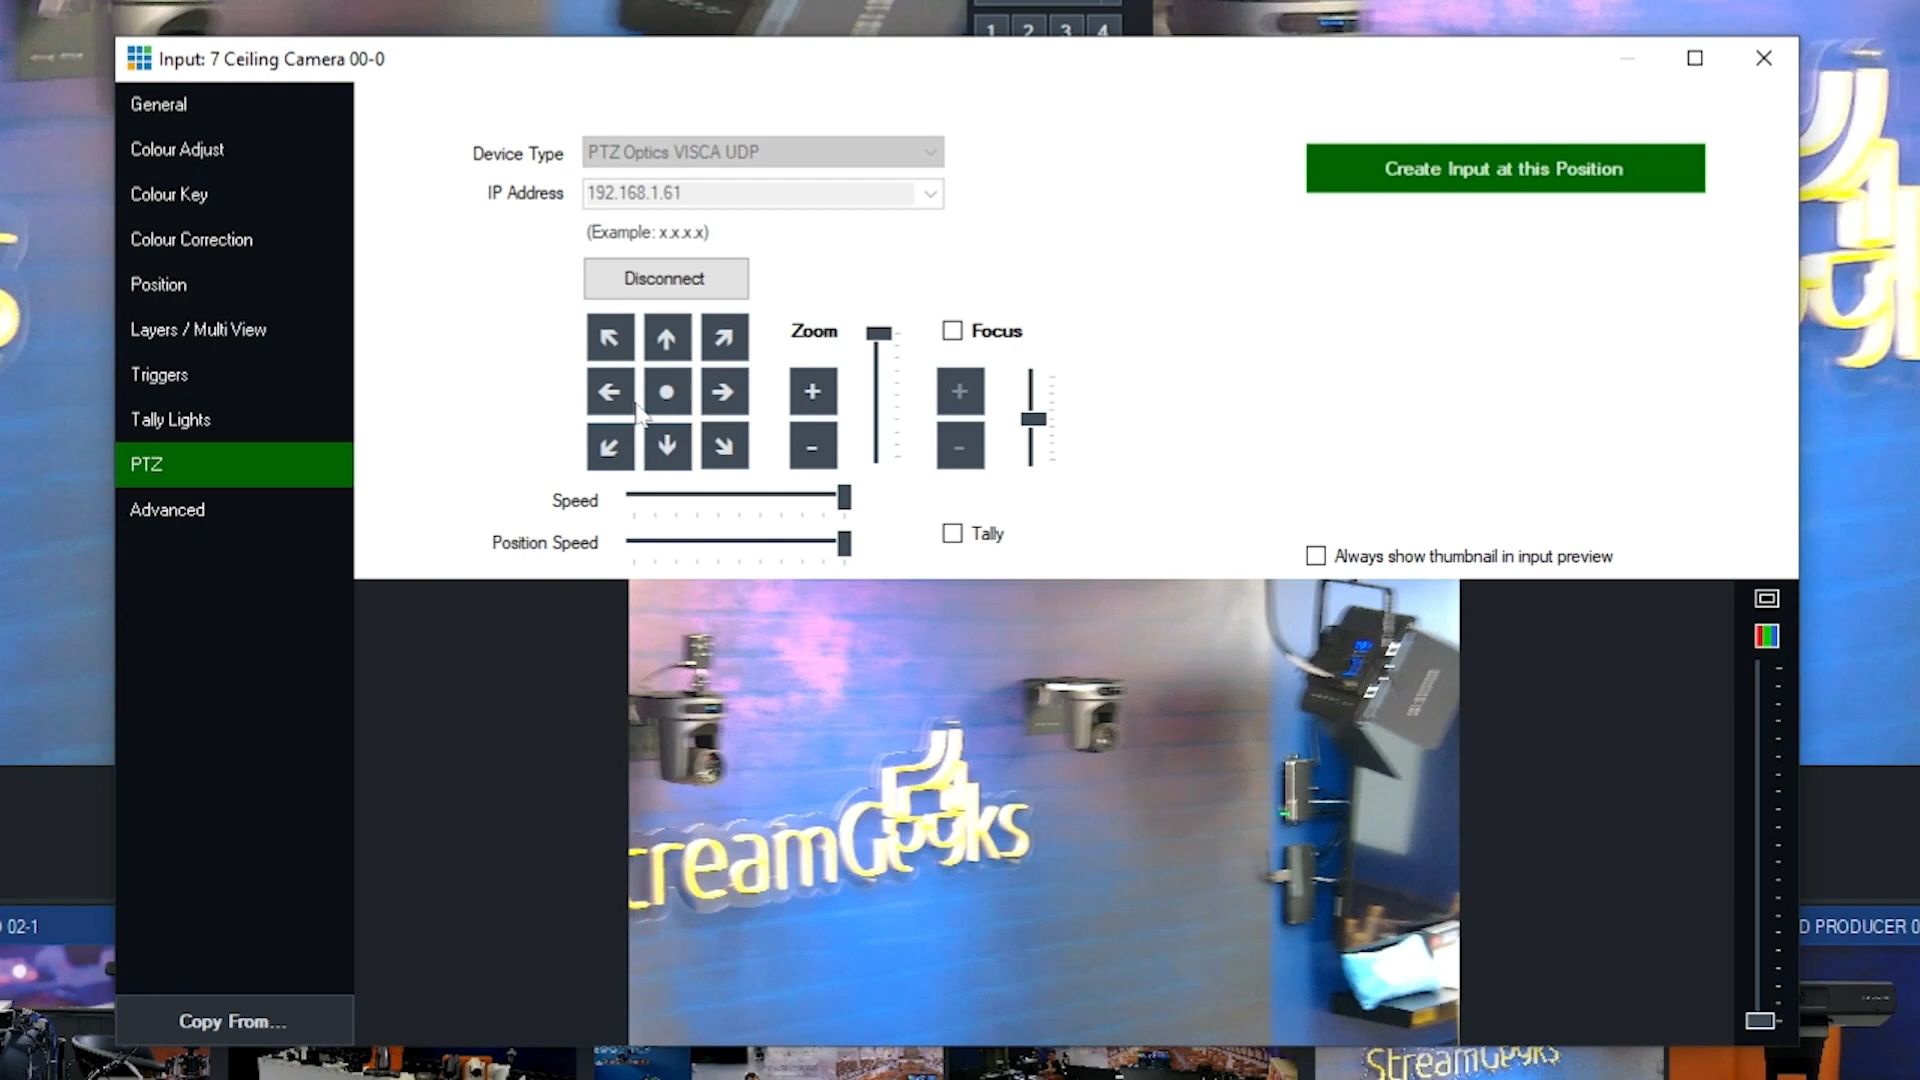 1 2 3 4
Input: 7 Ceiling Camera 00-0
General
Colour Adjust
Colour Key
Colour Correction
Position
Layers / Multi View
Triggers
Tally Lights
PTZ
Advanced
Copy From...
Device Type PTZ Optics VISCA UDP
IP Address 192.168.1.61
(Example: x.x.x.x)
Disconnect
Zoom
Focus
+ +
- -
Speed
Position Speed
Tally
Create Input at this Position
Always show thumbnail in input preview
treamGeeks
02-1
D PRODUCER 0
StreamGeeks